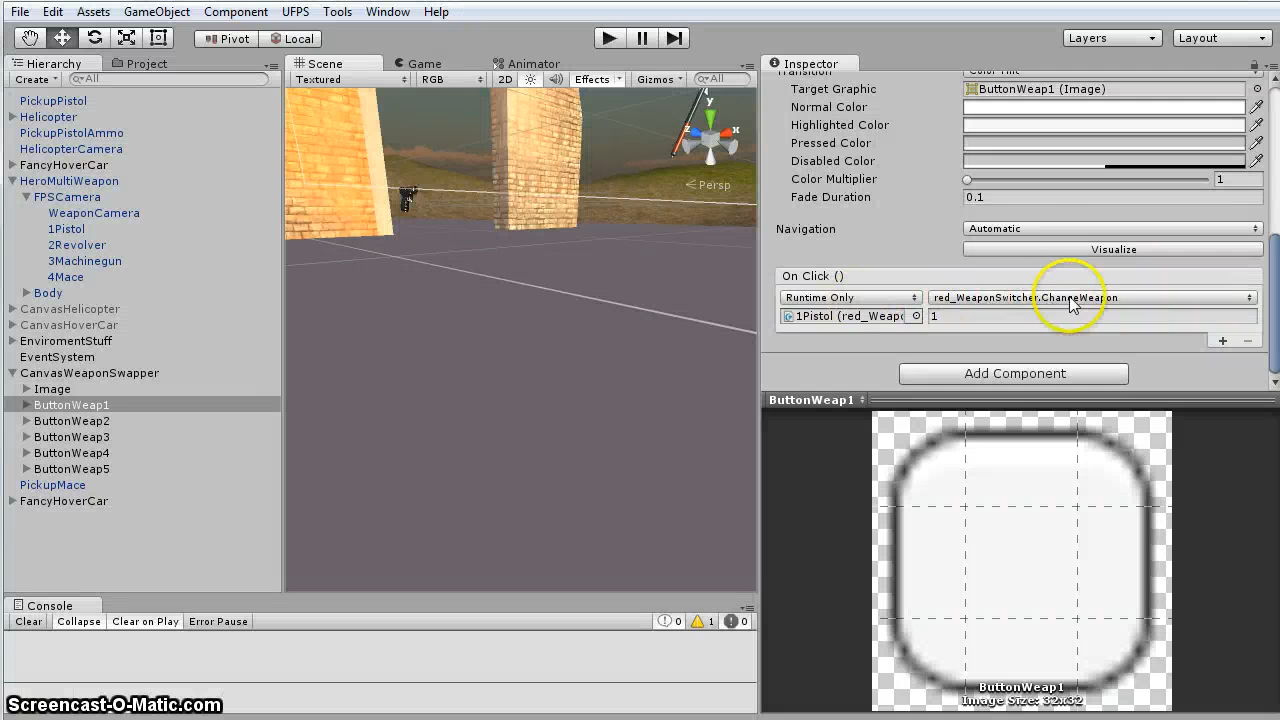 File Edit Assets GameObject Component UFPS Tools Window Help
Pivot Local Layers Layout
Hierarchy Project
Create All
PickupPistol
Helicopter
PickupPistolAmmo
HelicopterCamera
FancyHoverCar
HeroMultiWeapon
FPSCamera
WeaponCamera
1Pistol
2Revolver
3Machinegun
4Mace
Body
CanvasHelicopter
CanvasHoverCar
EnviromentStuff
EventSystem
CanvasWeaponSwapper
Image
ButtonWeap1
ButtonWeap2
ButtonWeap3
ButtonWeap4
ButtonWeap5
PickupMace
FancyHoverCar
Scene Game Animator
Textured RGB 2D Effects Gizmos All
y
z x
Persp
Inspector
Transition Color Tint
Target Graphic ButtonWeap1 (Image)
Normal Color
Highlighted Color
Pressed Color
Disabled Color
Color Multiplier 1
Fade Duration 0.1
Navigation Automatic
Visualize
On Click ()
Runtime Only red_WeaponSwitcher.ChangeWeapon
1Pistol (red_Weapo 1
+ −
Add Component
ButtonWeap1
ButtonWeap1
Image Size: 32x32
Console
Clear Collapse Clear on Play Error Pause 0 1 0
Screencast-O-Matic.com